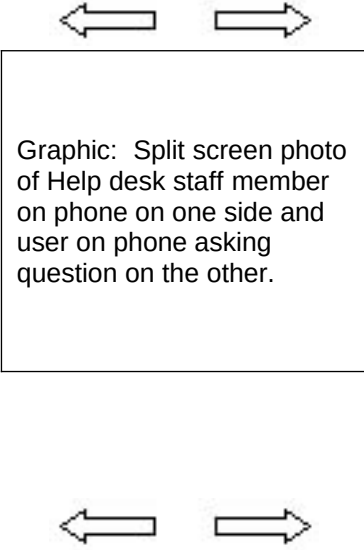 Graphic:  Split screen photo
of Help desk staff member
on phone on one side and
user on phone asking
question on the other.